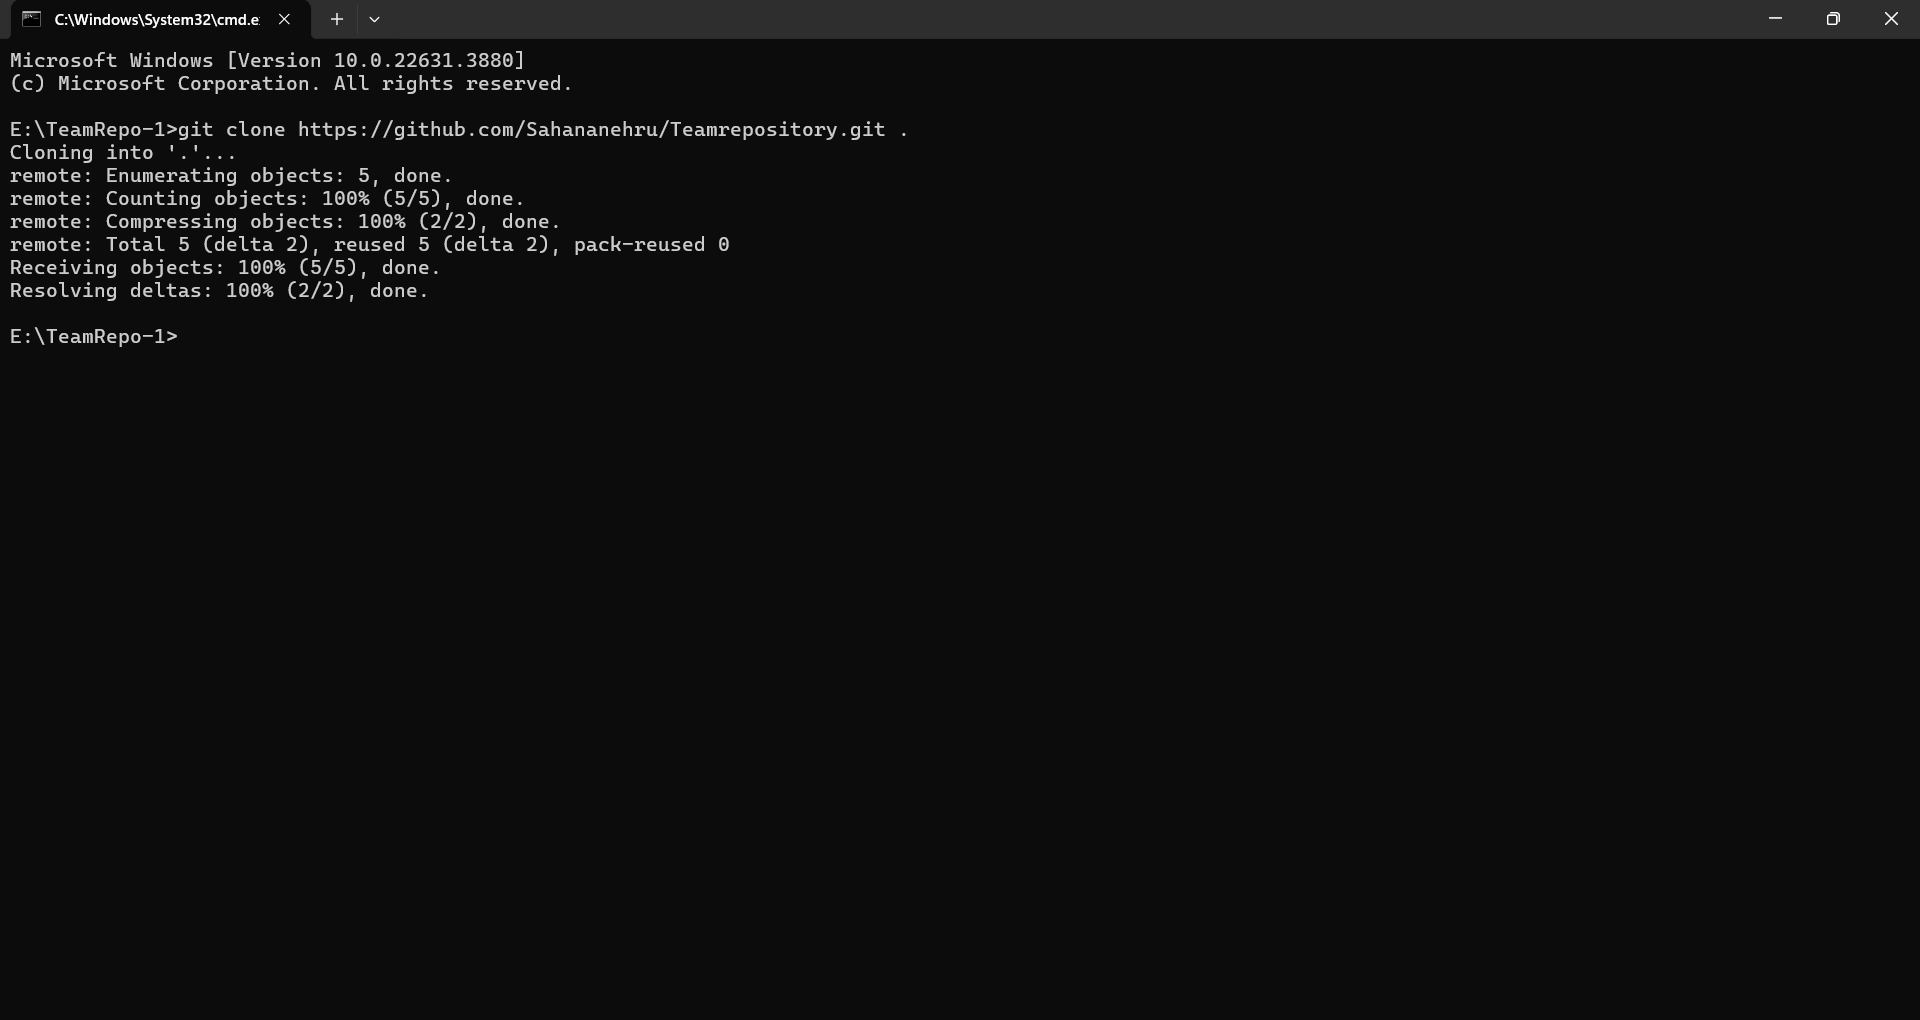 C:\Windows\System32\cmd.e
Microsoft Windows [Version 10.0.22631.3880]
(c) Microsoft Corporation. All rights reserved.
E:\TeamRepo-1>git clone https://github.com/Sahananehru/Teamrepository.git .
Cloning into '.'...
remote: Enumerating objects: 5, done.
remote: Counting objects: 100% (5/5), done.
remote: Compressing objects: 100% (2/2), done.
remote: Total 5 (delta 2), reused 5 (delta 2), pack-reused 0
Receiving objects: 100% (5/5), done.
Resolving deltas: 100% (2/2), done.
E:\TeamRepo-1>